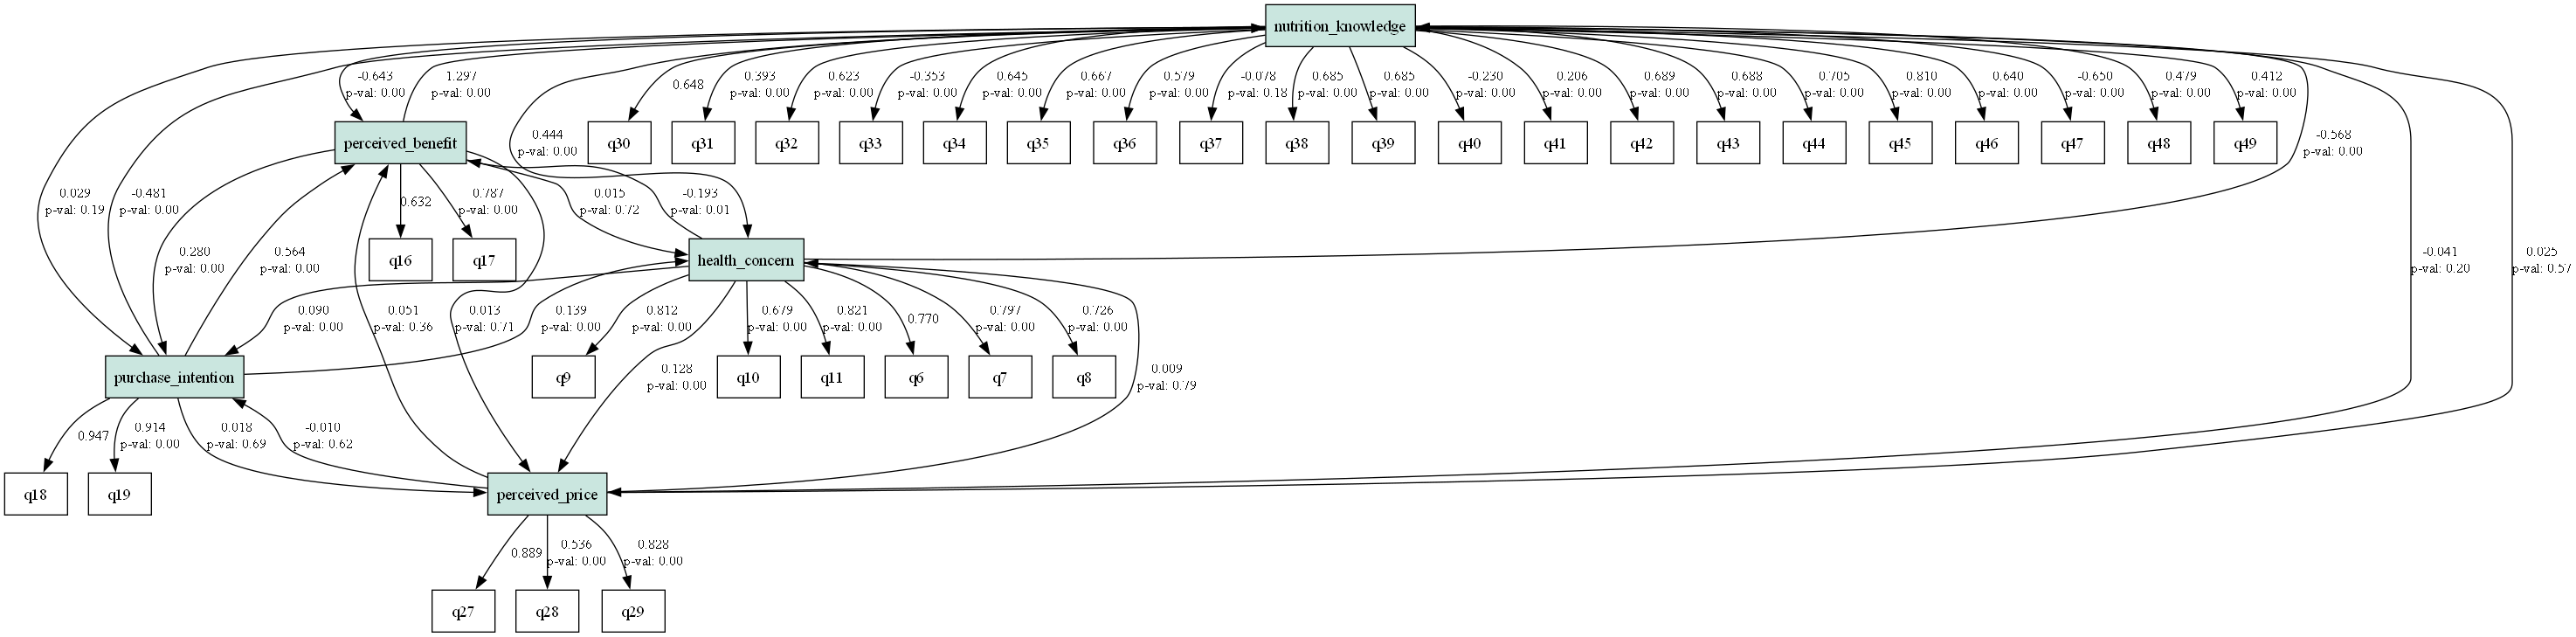 nutrition_knowledge
-0.643
p-val: 0.00
1.297
p-val: 0.00
0.648
0.393
p-val: 0.00
0.623
p-val: 0.00
-0.353
p-val: 0.00
0.645
p-val: 0.00
0.667
p-val: 0.00
0.579
p-val: 0.00
-0.078
p-val: 0.18
0.685
p-val: 0.00
0.685
p-val: 0.00
-0.230
p-val: 0.00
0.206
p-val: 0.00
0.689
p-val: 0.00
0.688
p-val: 0.00
0.705
p-val: 0.00
0.810
p-val: 0.00
0.640
p-val: 0.00
-0.650
p-val: 0.00
0.479
p-val: 0.00
0.412
p-val: 0.00
perceived_benefit
0.444
p-val: 0.00
q30
q31
q32
q33
q34
q35
q36
q37
q38
q39
q40
q41
q42
q43
q44
q45
q46
q47
q48
q49
-0.568
p-val: 0.00
0.029
p-val: 0.19
-0.481
p-val: 0.00
0.632
0.787
p-val: 0.00
0.015
p-val: 0.72
-0.193
p-val: 0.01
0.280
p-val: 0.00
0.564
p-val: 0.00
q16
q17
health_concern
-0.041
p-val: 0.20
0.025
p-val: 0.57
0.090
p-val: 0.00
0.051
p-val: 0.36
0.013
p-val: 0.71
0.139
p-val: 0.00
0.812
p-val: 0.00
0.679
p-val: 0.00
0.821
p-val: 0.00
0.770
0.797
p-val: 0.00
0.726
p-val: 0.00
purchase_intention
q9
0.128
p-val: 0.00
q10
q11
q6
q7
q8
0.009
p-val: 0.79
0.947
0.914
p-val: 0.00
0.018
p-val: 0.69
-0.010
p-val: 0.62
q18
q19
perceived_price
0.889
0.536
p-val: 0.00
0.828
p-val: 0.00
q27
q28
q29